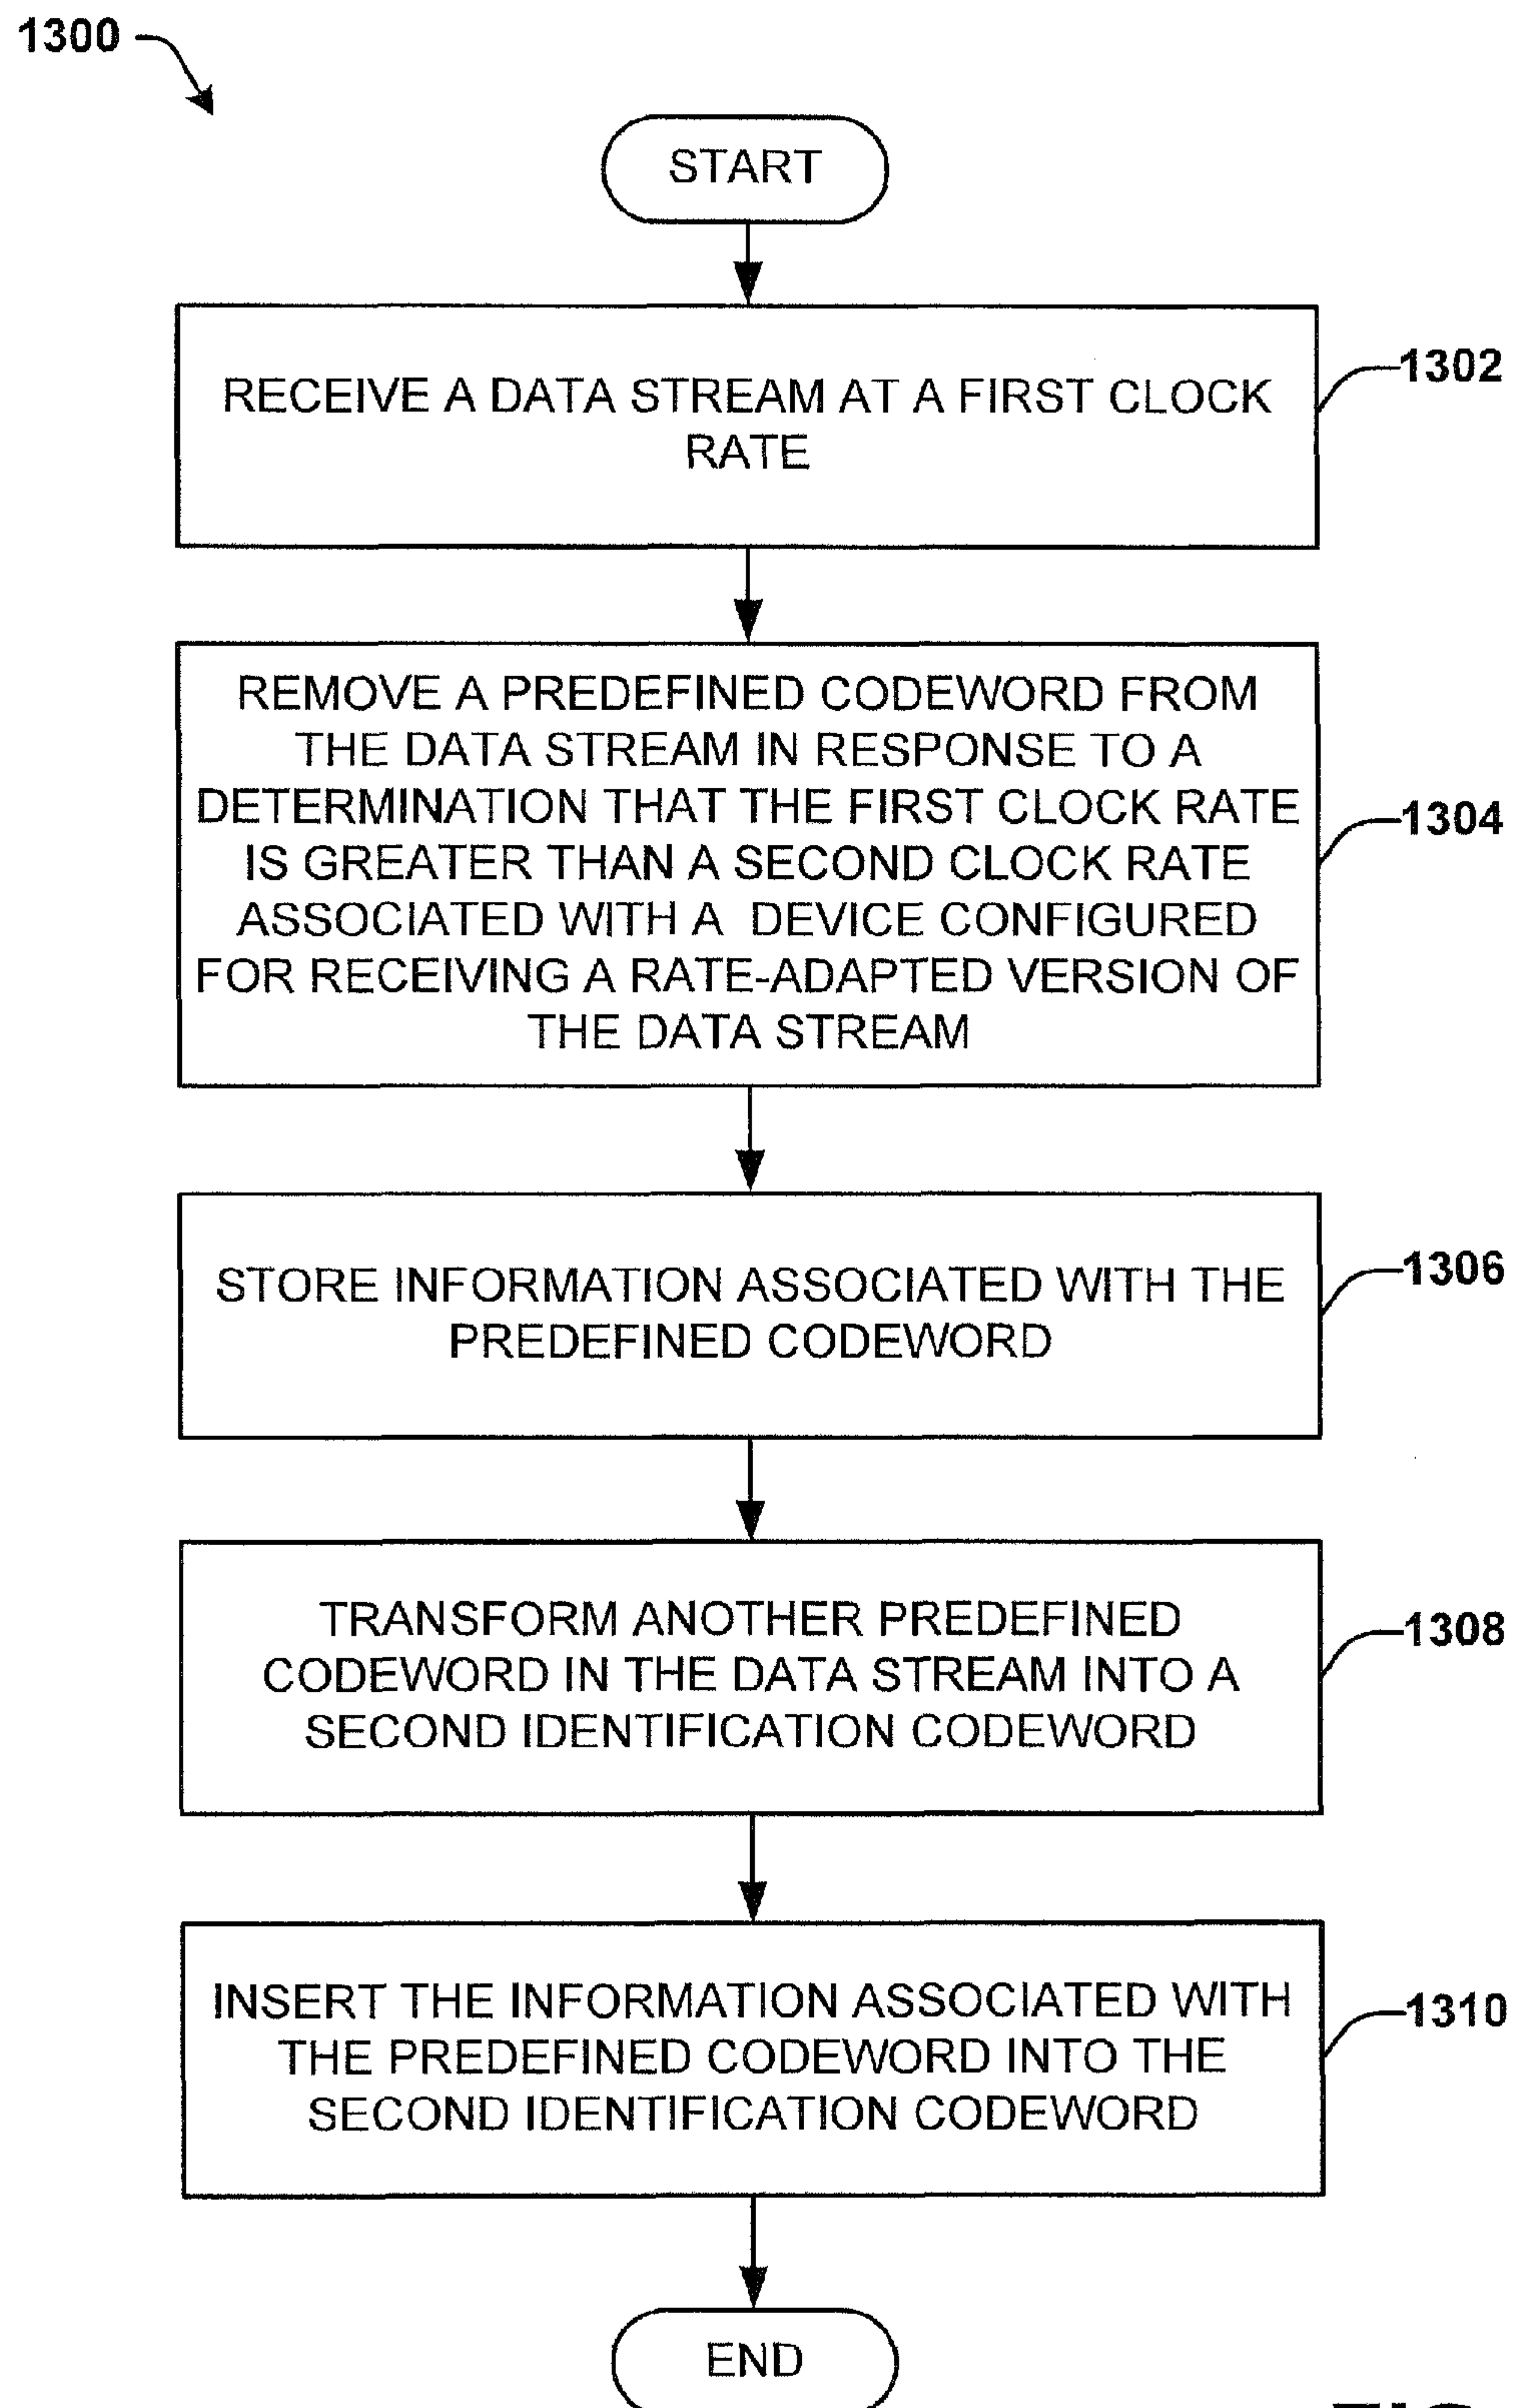 1300
START
RECEIVE A DATA STREAM AT A FIRST CLOCK
RATE
1302
REMOVE A PREDEFINED CODEWORD FROM
THE DATA STREAM IN RESPONSE TO A
DETERMINATION THAT THE FIRST CLOCK RATE
IS GREATER THAN A SECOND CLOCK RATE
ASSOCIATED WITH A DEVICE CONFIGURED
FOR RECEIVING A RATE-ADAPTED VERSION OF
THE DATA STREAM
1304
STORE INFORMATION ASSOCIATED WITH THE
PREDEFINED CODEWORD
1306
TRANSFORM ANOTHER PREDEFINED
CODEWORD IN THE DATA STREAM INTO A
SECOND IDENTIFICATION CODEWORD
1308
INSERT THE INFORMATION ASSOCIATED WITH
THE PREDEFINED CODEWORD INTO THE
SECOND IDENTIFICATION CODEWORD
1310
END